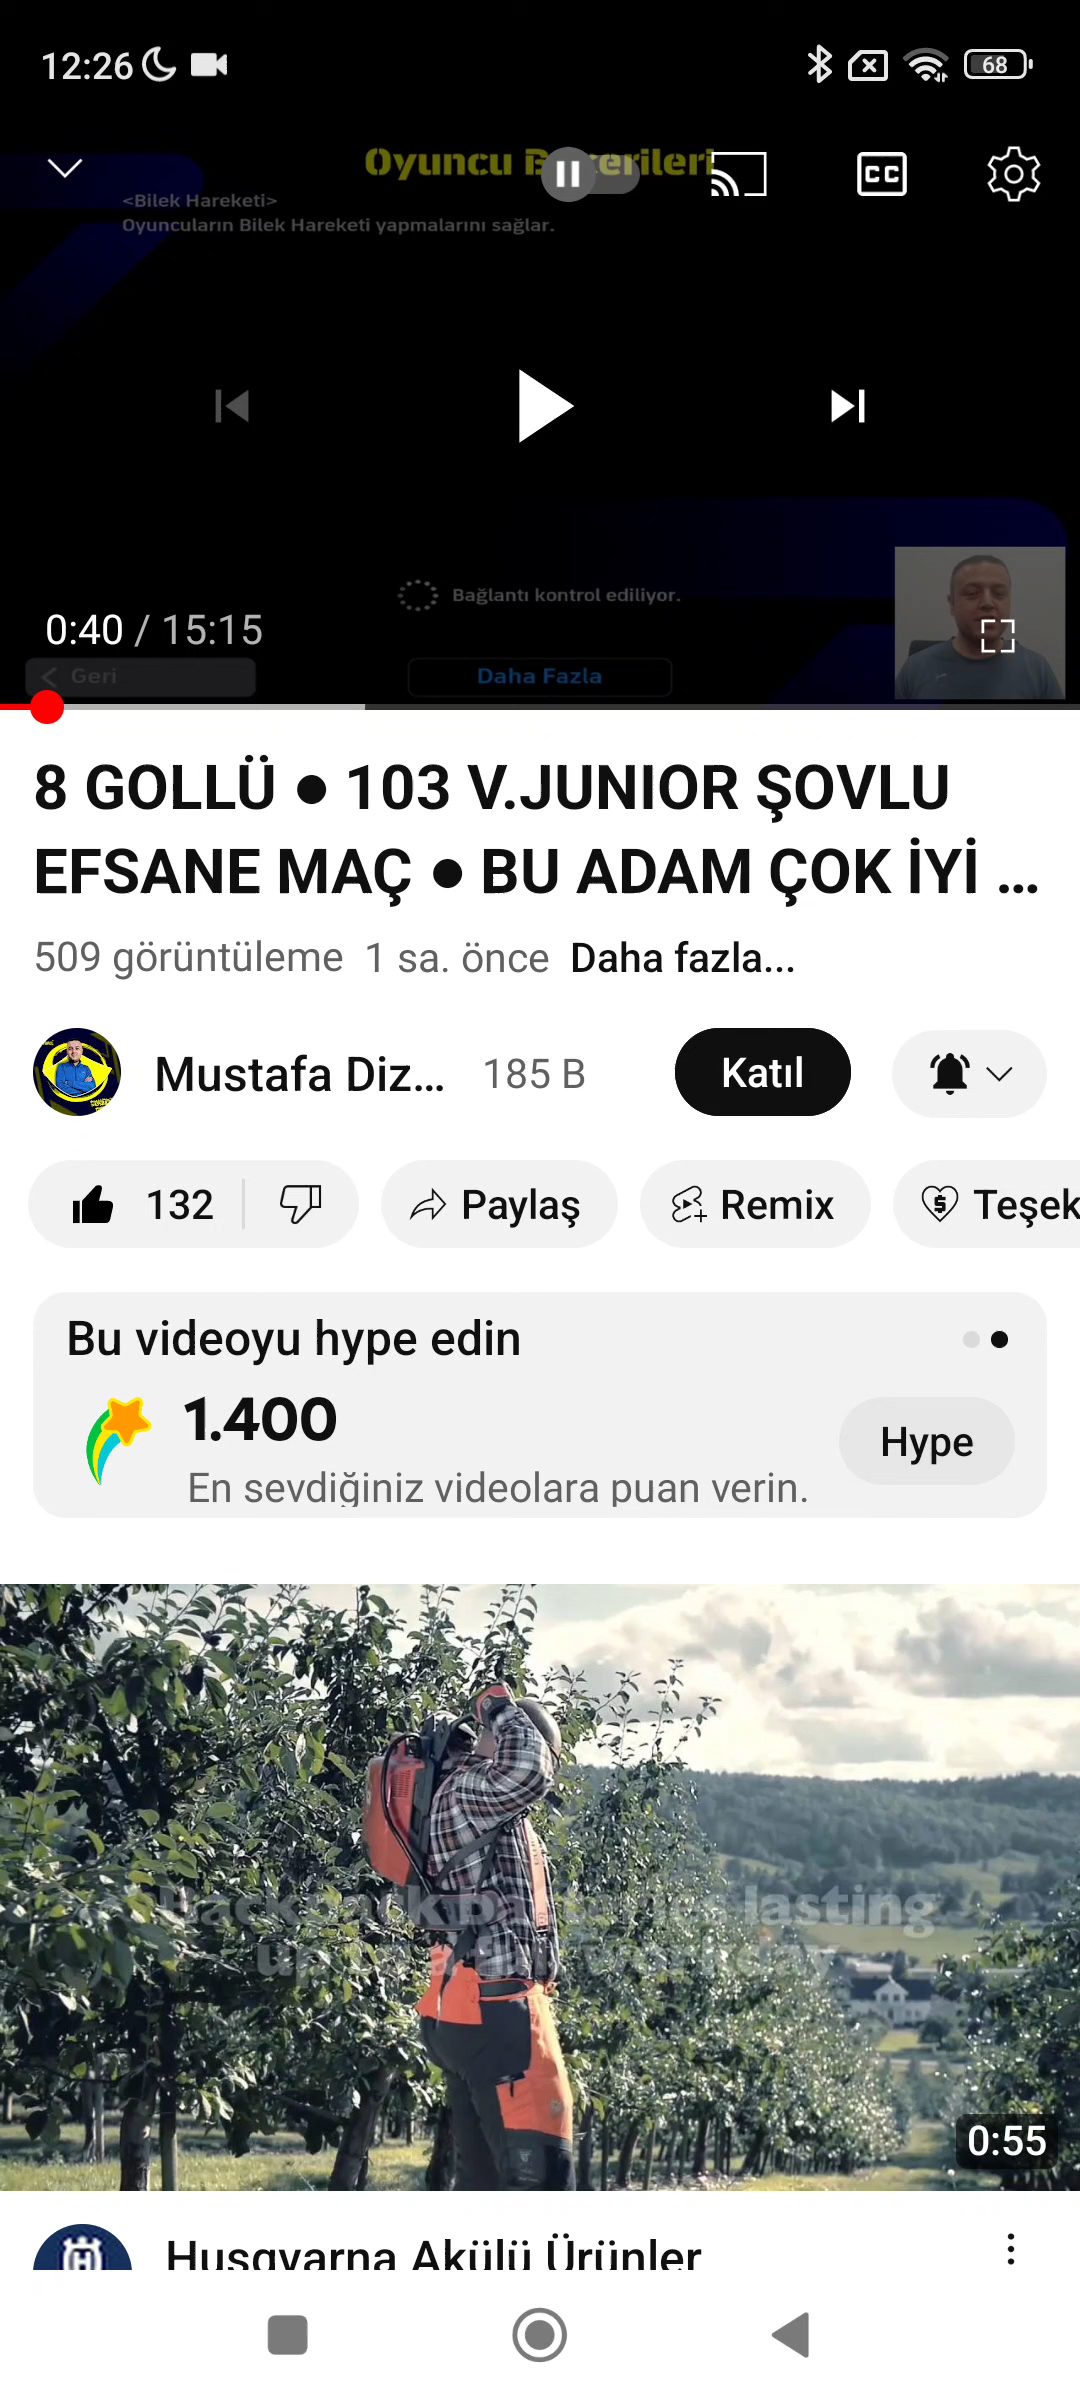 12:26
68
Oyuncu
<Bilek Hareketi>
Oyuncuların Bilek Hareketi yapmalarını sağlar.
CC
Bağlantı kontrol ediliyor.
0:40 / 15:15
Geri
Daha Fazla
8 GOLLÜ ● 103 V.JUNIOR ŞOVLU
EFSANE MAÇ ● BU ADAM ÇOK İYİ ...
509 görüntüleme 1 sa. önce Daha fazla...
Mustafa Diz... 185 B
Katıl
132
Paylaş
Remix
Teşek
Bu videoyu hype edin
1.400
En sevdiğiniz videolara puan verin.
Hype
lasting
0:55
Husqvarna Akülü Ürünler